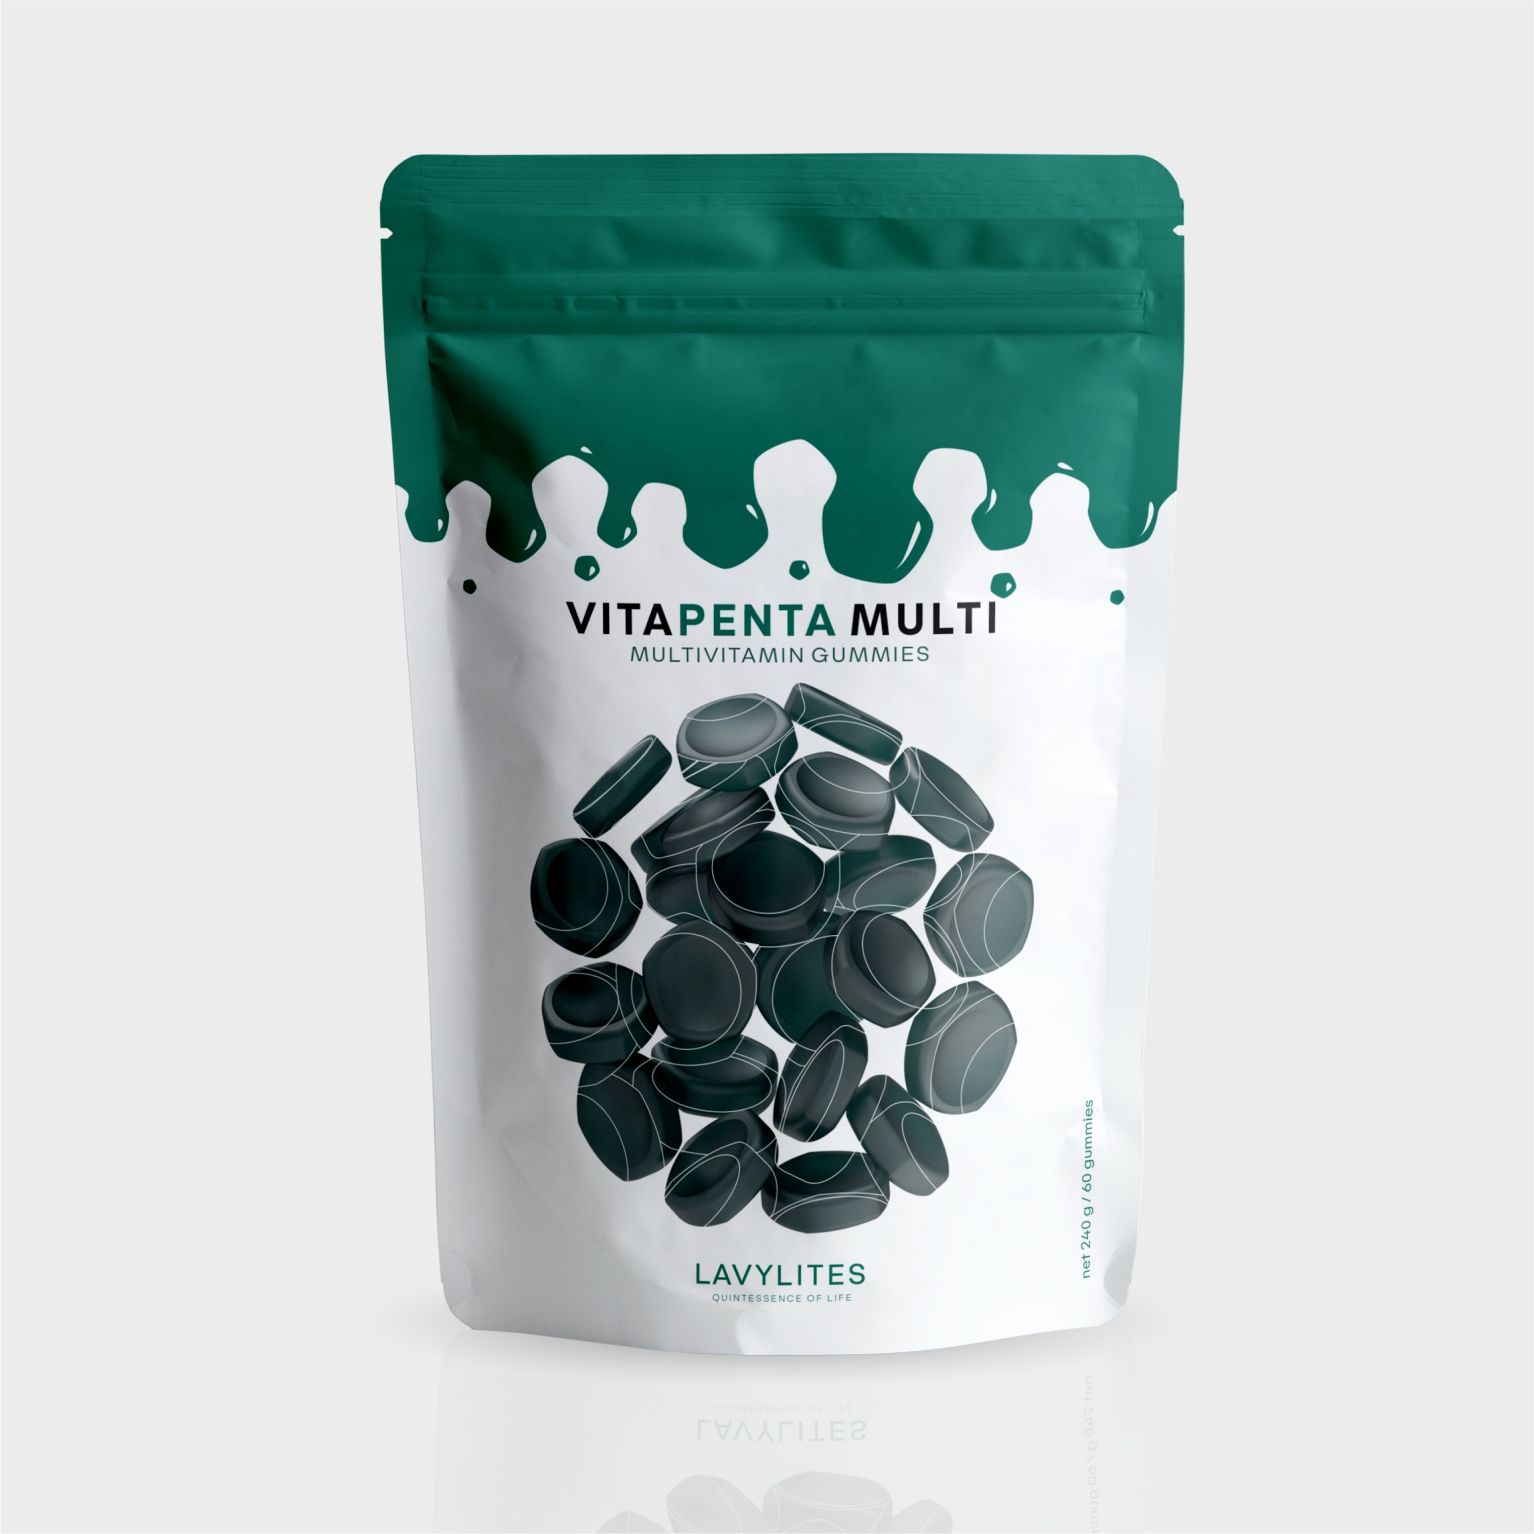 VITAPENTA MULTI
MULTIVITAMIN GUMMIES
net 240 g / 60 gummies
LAVYLITES
QUINTESSENCE OF LIFE